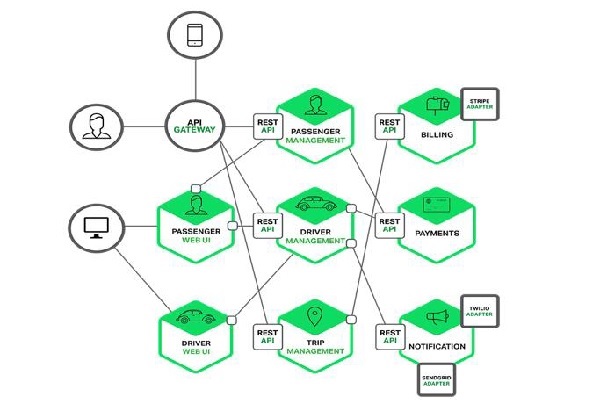 API
GATEWAY
REST
API
PASSENGER
MANAGEMENT
REST
API
BILLING
STRIPE
ADAPTER
PASSENGER
WEB UI
REST
API
DRIVER
MANAGEMENT
REST
API
PAYMENTS
DRIVER
WEB UI
REST
API
TRIP
MANAGEMENT
REST
API
NOTIFICATION
TWILIO
ADAPTER
SENDGRID
ADAPTER